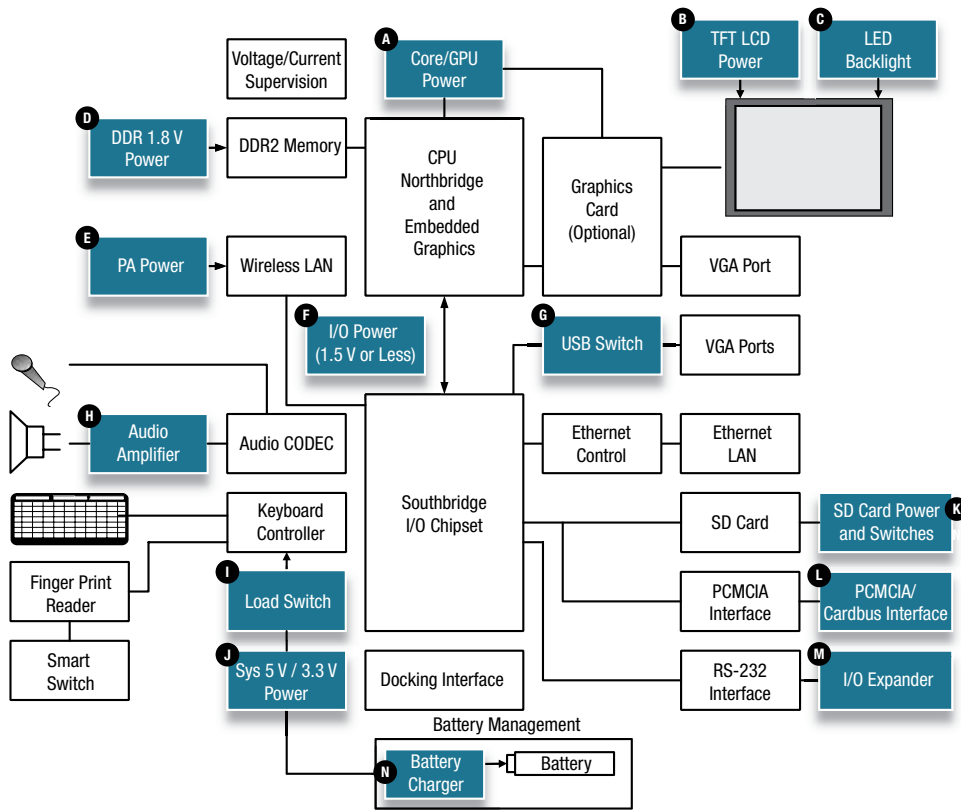 A
Core/GPU
Power
B
TFT LCD
Power
C
LED
Backlight
Voltage/Current
Supervision
D
DDR 1.8 V
Power
DDR2 Memory
CPU
Northbridge
and
Embedded
Graphics
Graphics
Card
(Optional)
E
PA Power
Wireless LAN
VGA Port
F
I/O Power
(1.5 V or Less)
G
USB Switch
VGA Ports
H
Audio
Amplifier
Audio CODEC
Ethernet
Control
Ethernet
LAN
Southbridge
I/O Chipset
Keyboard
Controller
SD Card
K
SD Card Power
and Switches
N
Finger Print
Reader
I
Load Switch
PCMCIA
Interface
L
PCMCIA/
Cardbus Interface
Smart
Switch
J
Sys 5 V / 3.3 V
Power
Docking Interface
RS-232
Interface
M
I/O Expander
Battery Management
N
Battery
Charger
Battery